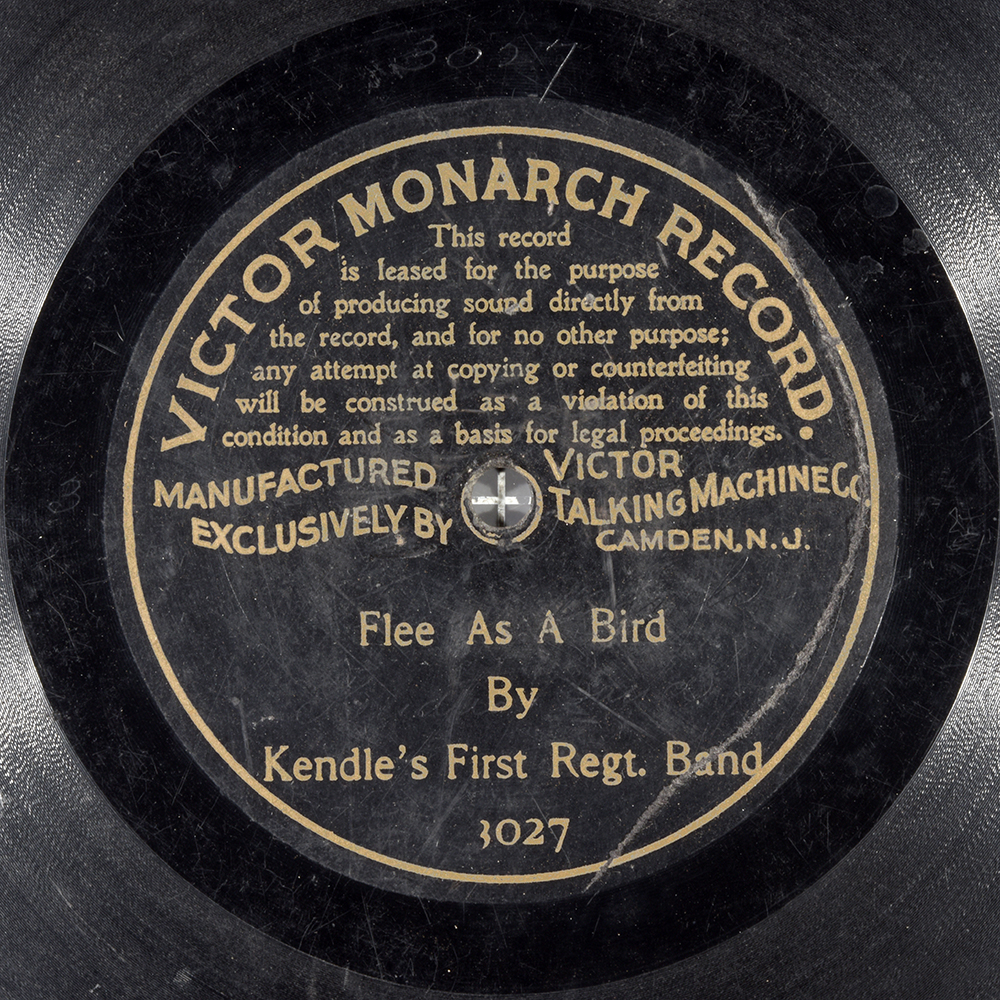 3027
VICTOR MONARCH RECORD.
This record
is leased for the purpose
of producing sound directly from
the record, and for no other purpose;
any attempt at copying or counterfeiting
will be construed as a violation of this
condition and as a basis for legal proceedings.
MANUFACTURED
EXCLUSIVELY BY
VICTOR
TALKING MACHINE Co
CAMDEN, N. J.
Flee As A Bird
By
Kendle's First Regt. Band
3027